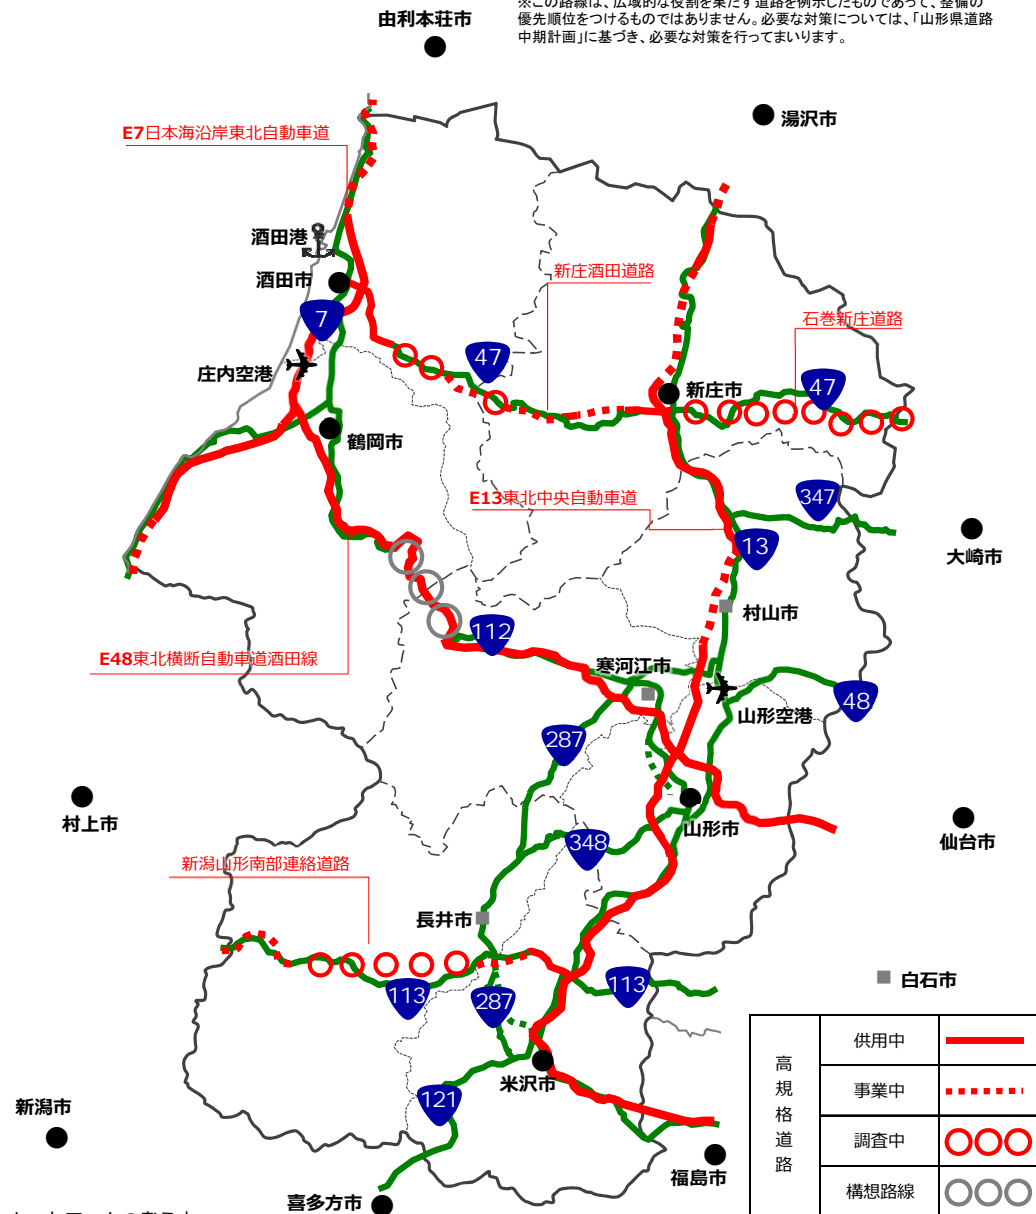 ※この路線は、広域的な役割を果たす道路を例示したものであって、整備の
優先順位をつけるものではありません。必要な対策については、「山形県道路
中期計画」に基づき、必要な対策を行ってまいります。
由利本荘市
湯沢市
E7日本海沿岸東北自動車道
酒田港
酒田市
新庄酒田道路
7
石巻新庄道路
47
庄内空港
新庄市
47
鶴岡市
E13東北中央自動車道
347
13
大崎市
村山市
112
E48東北横断自動車道酒田線
寒河江市
48
山形空港
287
村上市
山形市
仙台市
348
新潟山形南部連絡道路
長井市
白石市
113
113
287
米沢市
121
新潟市
福島市
喜多方市
高規格道路
供用中
事業中
調査中
構想路線